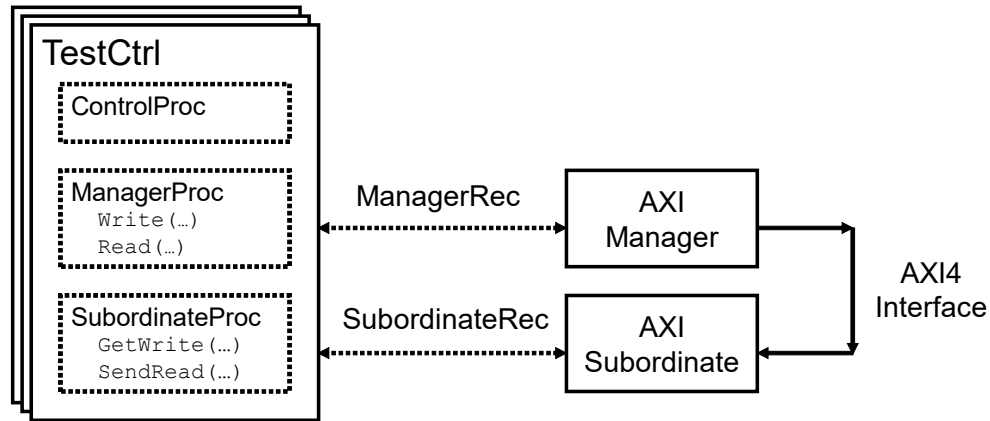 TestCtrl
ControlProc
ManagerProc
Write(…)
Read(…)
SubordinateProc
GetWrite(…)
SendRead(…)
ManagerRec
SubordinateRec
AXI
Manager
AXI
Subordinate
AXI4
Interface